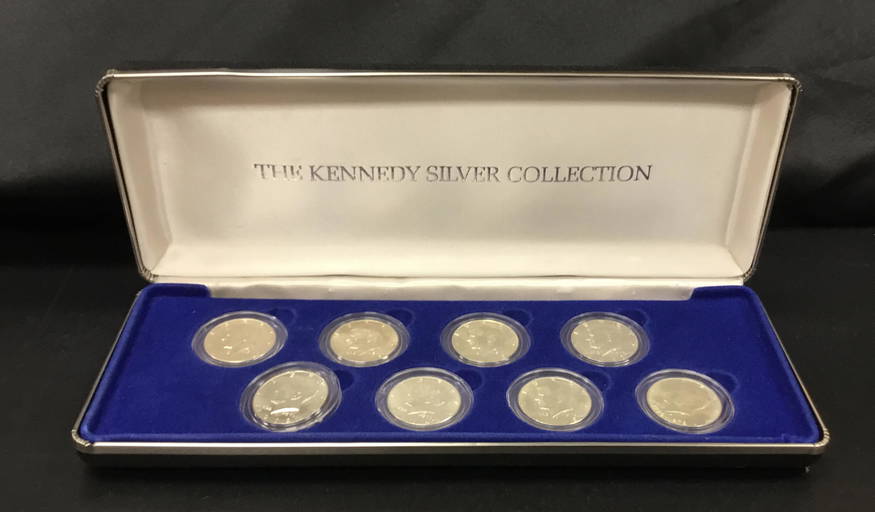 THE KENNEDY SILVER COLLECTION